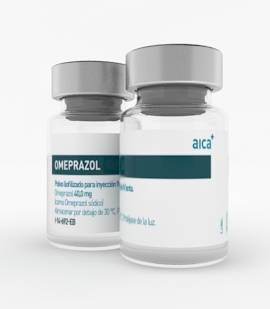 OMEPRAZOL
Polvo liofilizado para inyección
Omeprazol 40,0 mg
(como Omeprazol sódico)
Almacenar por debajo de 30 °C.
aica+
Protéjase de la luz.